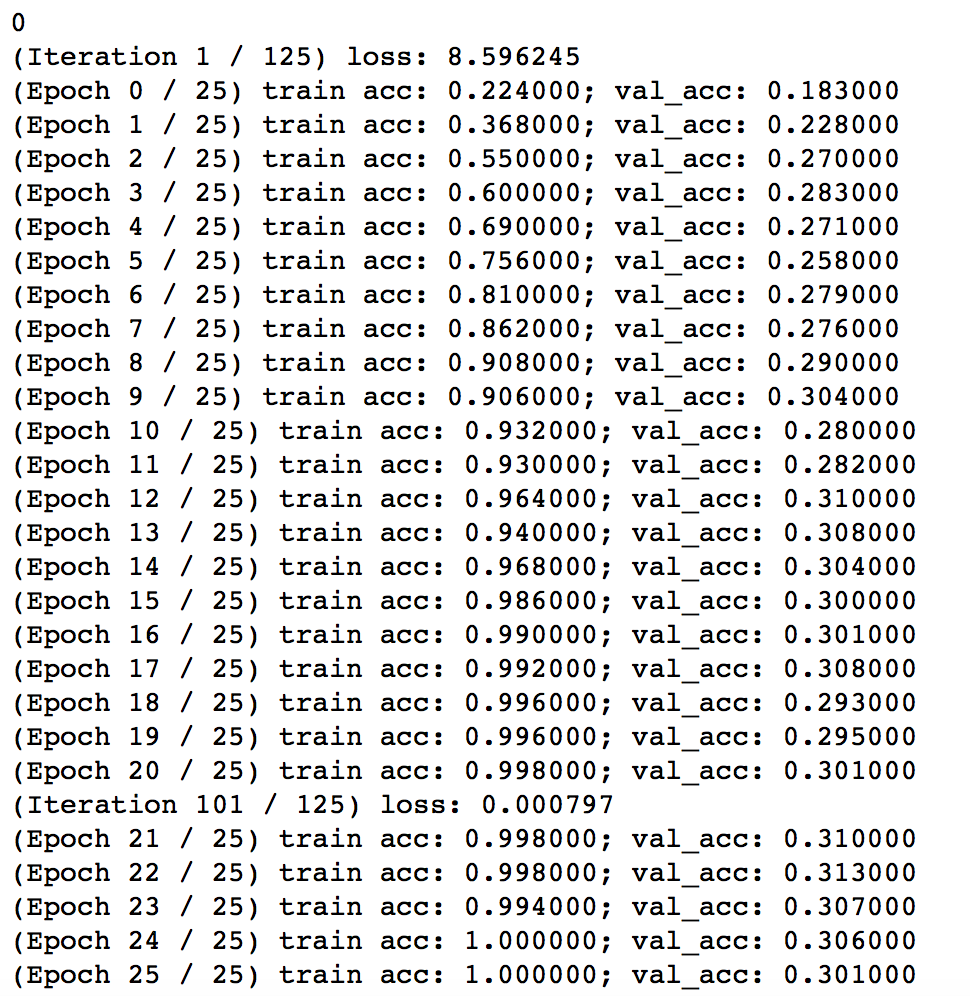 0
(Iteration 1 / 125) loss: 8.596245
(Epoch 0 / 25) train acc: 0.224000; val_acc: 0.183000
(Epoch 1 / 25) train acc: 0.368000; val_acc: 0.228000
(Epoch 2 / 25) train acc: 0.550000; val_acc: 0.270000
(Epoch 3 / 25) train acc: 0.600000; val_acc: 0.283000
(Epoch 4 / 25) train acc: 0.690000; val_acc: 0.271000
(Epoch 5 / 25) train acc: 0.756000; val_acc: 0.258000
(Epoch 6 / 25) train acc: 0.810000; val_acc: 0.279000
(Epoch 7 / 25) train acc: 0.862000; val_acc: 0.276000
(Epoch 8 / 25) train acc: 0.908000; val_acc: 0.290000
(Epoch 9 / 25) train acc: 0.906000; val_acc: 0.304000
(Epoch 10 / 25) train acc: 0.932000; val_acc: 0.280000
(Epoch 11 / 25) train acc: 0.930000; val_acc: 0.282000
(Epoch 12 / 25) train acc: 0.964000; val_acc: 0.310000
(Epoch 13 / 25) train acc: 0.940000; val_acc: 0.308000
(Epoch 14 / 25) train acc: 0.968000; val_acc: 0.304000
(Epoch 15 / 25) train acc: 0.986000; val_acc: 0.300000
(Epoch 16 / 25) train acc: 0.990000; val_acc: 0.301000
(Epoch 17 / 25) train acc: 0.992000; val_acc: 0.308000
(Epoch 18 / 25) train acc: 0.996000; val_acc: 0.293000
(Epoch 19 / 25) train acc: 0.996000; val_acc: 0.295000
(Epoch 20 / 25) train acc: 0.998000; val_acc: 0.301000
(Iteration 101 / 125) loss: 0.000797
(Epoch 21 / 25) train acc: 0.998000; val_acc: 0.310000
(Epoch 22 / 25) train acc: 0.998000; val_acc: 0.313000
(Epoch 23 / 25) train acc: 0.994000; val_acc: 0.307000
(Epoch 24 / 25) train acc: 1.000000; val_acc: 0.306000
(Epoch 25 / 25) train acc: 1.000000; val_acc: 0.301000